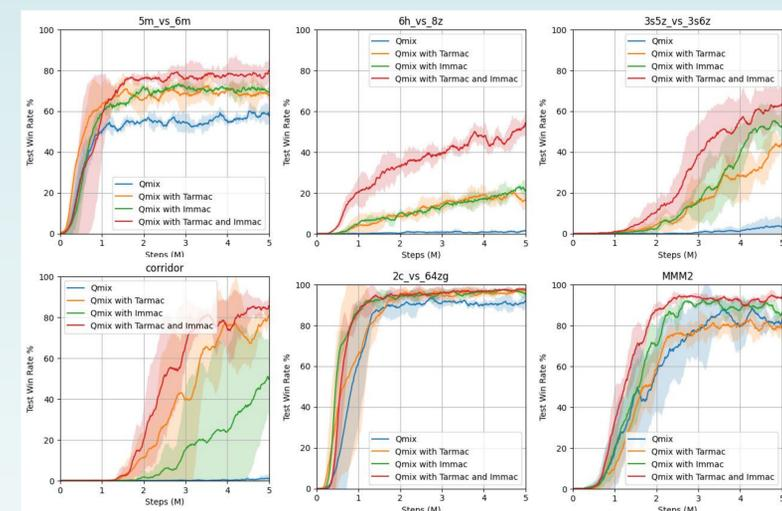 5m_vs_6m
Test Win Rate %
100
80
60
40
20
0
Qmix
Qmix with Tarmac
Qmix with Immac
Qmix with Tarmac and Immac
0 1 2 3 4 5
Steps (M)
6h_vs_8z
Test Win Rate %
100
80
60
40
20
0
Qmix
Qmix with Tarmac
Qmix with Immac
Qmix with Tarmac and Immac
0 1 2 3 4 5
Steps (M)
3s5z_vs_3s6z
Test Win Rate %
100
80
60
40
20
0
Qmix
Qmix with Tarmac
Qmix with Immac
Qmix with Tarmac and Immac
0 1 2 3 4 5
Steps (M)
corridor
Test Win Rate %
100
80
60
40
20
0
Qmix
Qmix with Tarmac
Qmix with Immac
Qmix with Tarmac and Immac
0 1 2 3 4 5
Steps (M)
2c_vs_64zg
Test Win Rate %
100
80
60
40
20
0
Qmix
Qmix with Tarmac
Qmix with Immac
Qmix with Tarmac and Immac
0 1 2 3 4 5
Steps (M)
MMM2
Test Win Rate %
100
80
60
40
20
0
Qmix
Qmix with Tarmac
Qmix with Immac
Qmix with Tarmac and Immac
0 1 2 3 4 5
Steps (M)